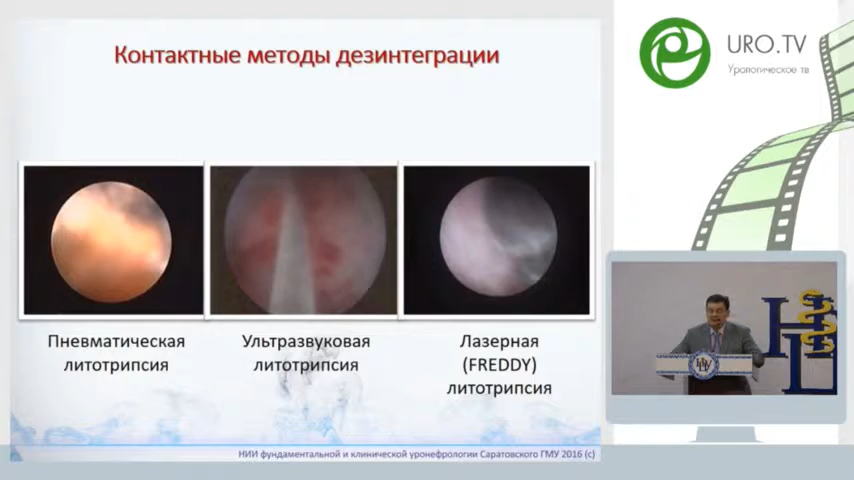 Контактные методы дезинтеграции
URO.TV
Урологическое тв
Пневматическая
литотрипсия
Ультразвуковая
литотрипсия
Лазерная
(FREDDY)
литотрипсия
НИИ фундаментальной и клинической уронефрологии Саратовского ГМУ 2016 (c)